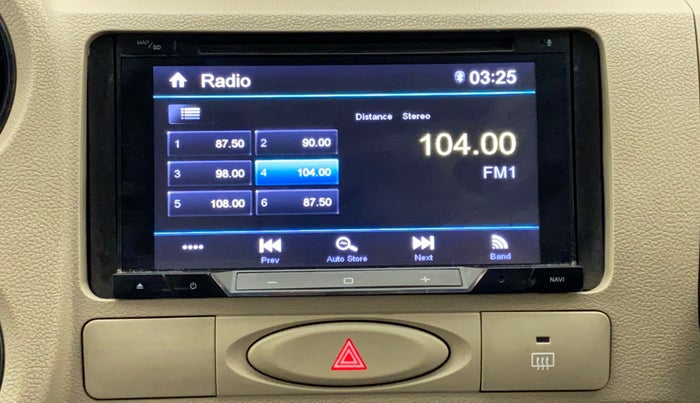 MAP/SD
Radio 03:25
Distance Stereo
1 87.50 2 90.00
104.00
3 98.00 4 104.00
FM1
5 108.00 6 87.50
Prev Auto Store Next Band
NAVI